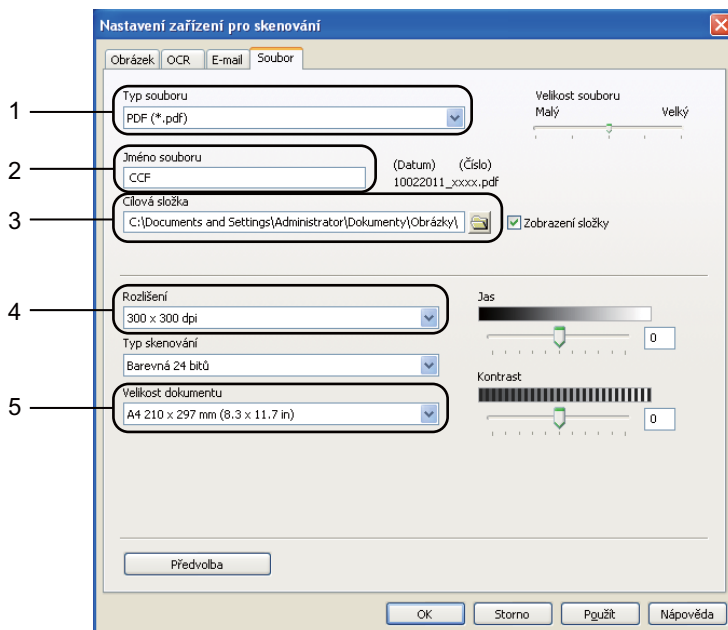 Nastavení zařízení pro skenování
Obrázek OCR E-mail Soubor
1
Typ souboru
PDF (*.pdf)
Velikost souboru
Malý Velký
2
Jméno souboru
CCF
(Datum) (Číslo)
10022011_xxxx.pdf
3
Cílová složka
C:\Documents and Settings\Administrator\Dokumenty\Obrázky\
Zobrazení složky
4
Rozlišení
300 x 300 dpi
Jas
0
Typ skenování
Barevná 24 bitů
Kontrast
0
5
Velikost dokumentu
A4 210 x 297 mm (8.3 x 11.7 in)
Předvolba
OK Storno Použít Nápověda